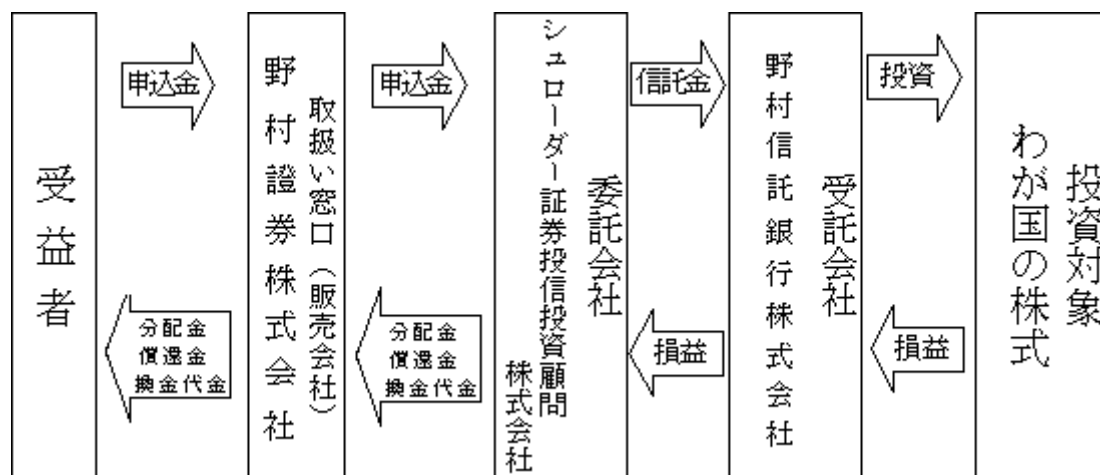 受益者
申込金
分配金
償還金
換金代金
取扱い窓口(販売会社)
野村證券株式会社
申込金
分配金
償還金
換金代金
委託会社
シュローダー証券投信投資顧問
株式会社
信託金
損益
受託会社
野村信託銀行株式会社
投資
損益
投資対象
わが国の株式